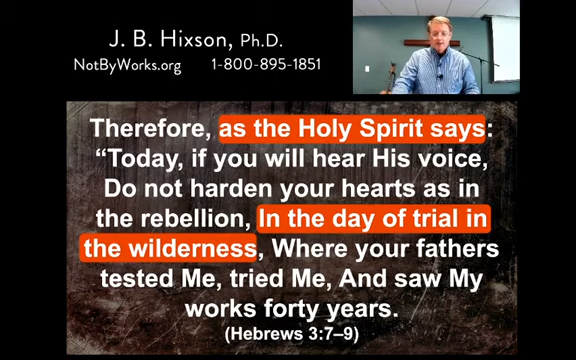 J. B. Hixson, Ph.D.
NotByWorks.org 1-800-895-1851
Therefore, as the Holy Spirit says:
“Today, if you will hear His voice,
Do not harden your hearts as in
the rebellion, In the day of trial in
the wilderness, Where your fathers
tested Me, tried Me, And saw My
works forty years.
(Hebrews 3:7–9)